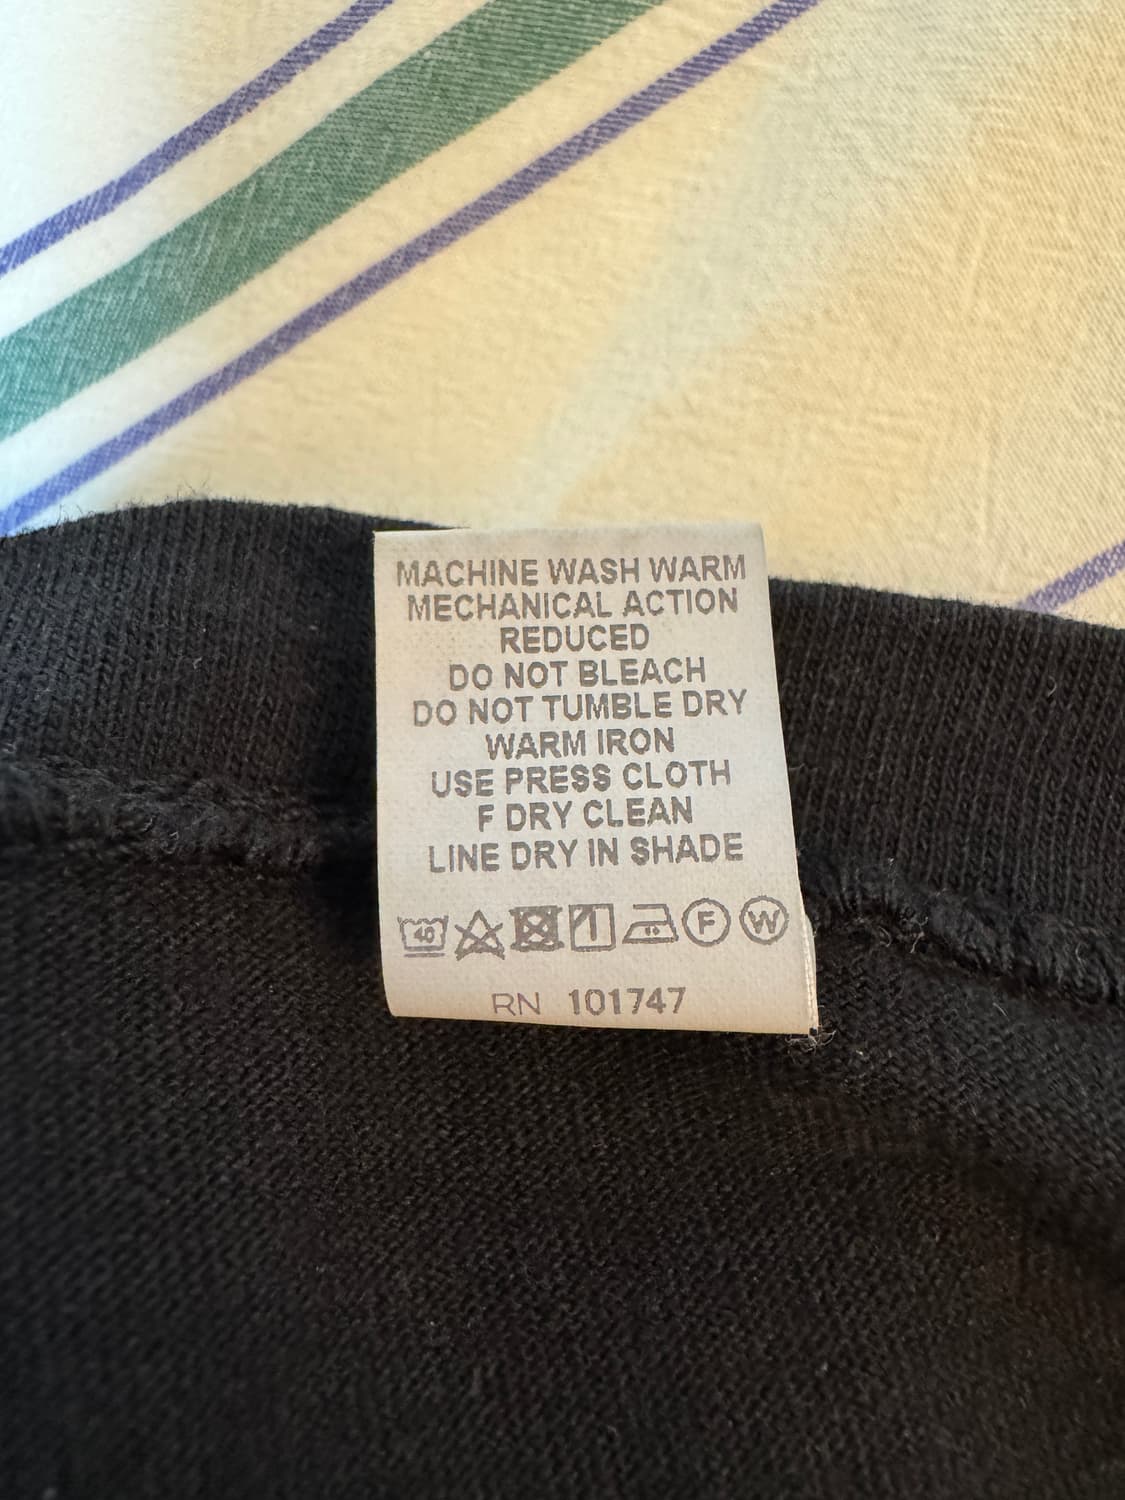 MACHINE WASH WARM
MECHANICAL ACTION
REDUCED
DO NOT BLEACH
DO NOT TUMBLE DRY
WARM IRON
USE PRESS CLOTH
F DRY CLEAN
LINE DRY IN SHADE
40 F W
RN 101747